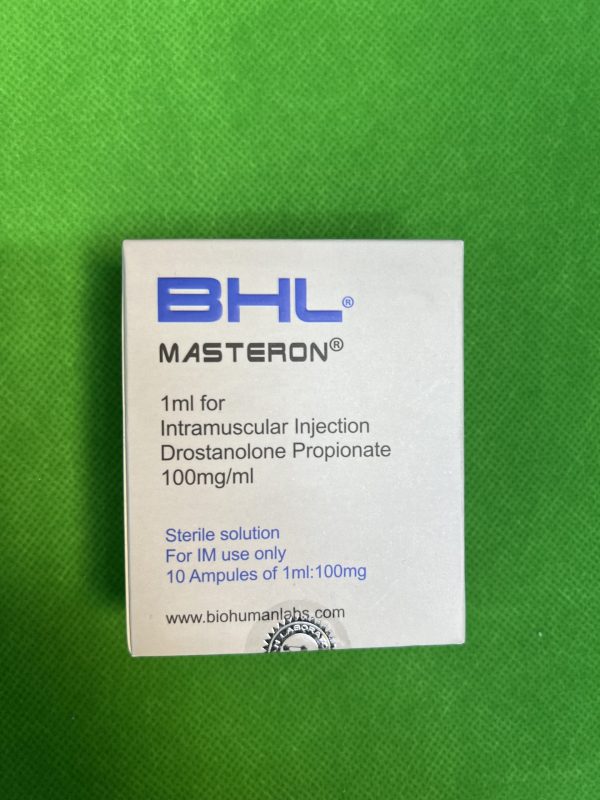 BHL®
MASTERON®
1ml for
Intramuscular Injection
Drostanolone Propionate
100mg/ml
Sterile solution
For IM use only
10 Ampules of 1ml:100mg
www.biohumanlabs.com